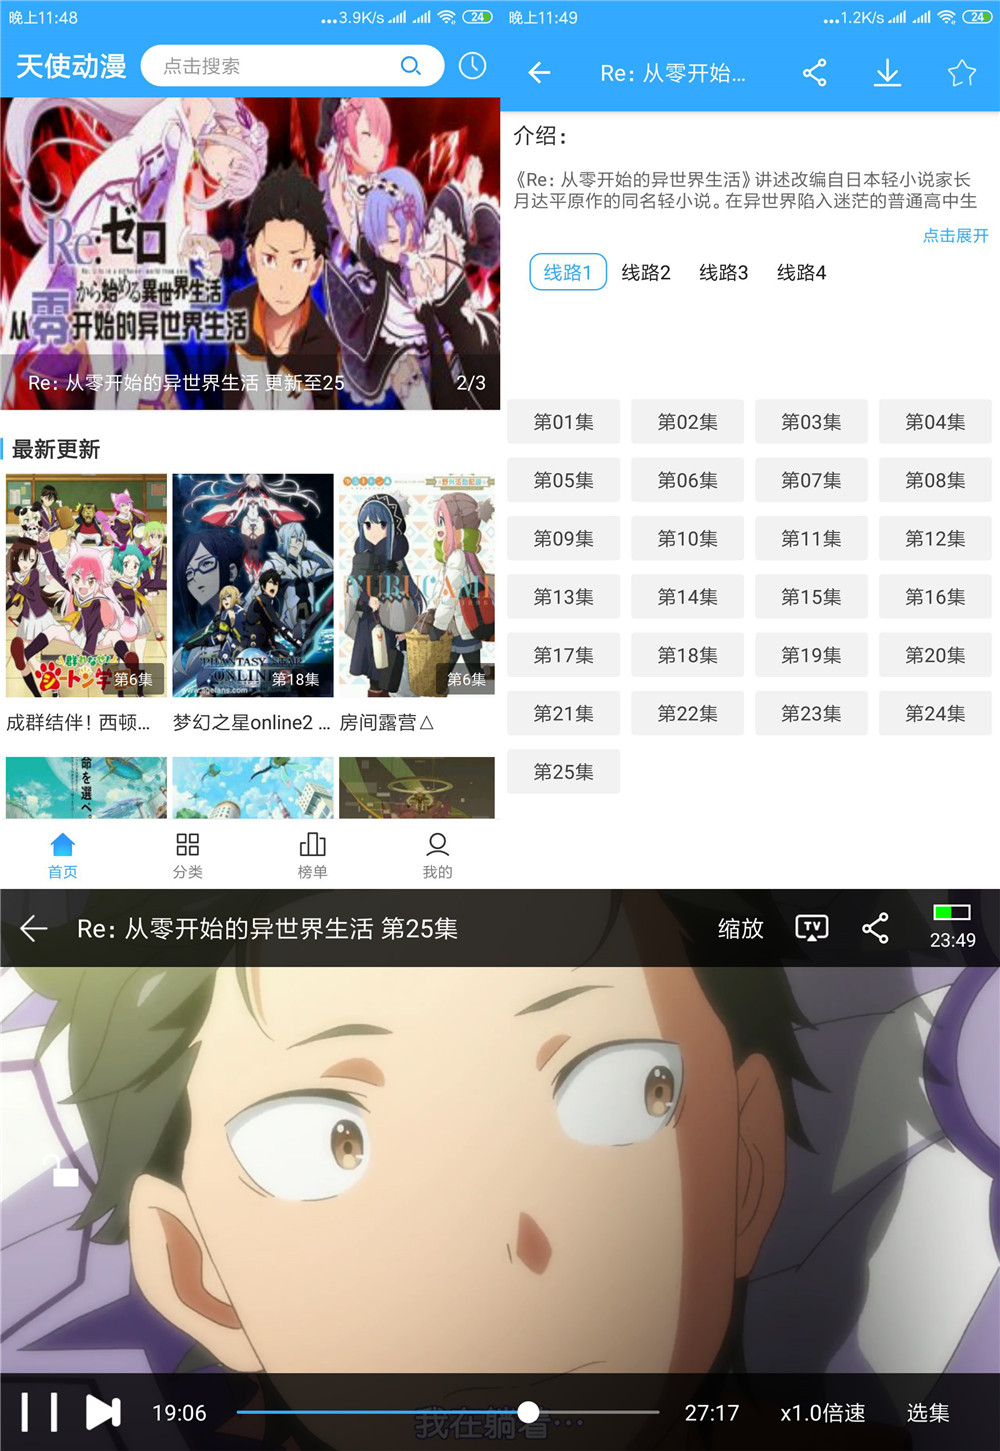 晚上11:48
...3.9K/s
24
天使动漫
点击搜索
Re:ゼロ
から始める異世界生活
从零开始的异世界生活
Re: 从零开始的异世界生活 更新至25
2/3
最新更新
第6集
PHANTASY STAR
ONLINE
www.agefans.com
第18集
YURUCAMP
第6集
成群结伴！西顿...
梦幻之星online2 ...
房间露营△
命を選べ。
首页
分类
榜单
我的
晚上11:49
...1.2K/s
24
Re: 从零开始...
介绍：
《Re: 从零开始的异世界生活》讲述改编自日本轻小说家长
月达平原作的同名轻小说。在异世界陷入迷茫的普通高中生
点击展开
线路1 线路2 线路3 线路4
第01集 第02集 第03集 第04集
第05集 第06集 第07集 第08集
第09集 第10集 第11集 第12集
第13集 第14集 第15集 第16集
第17集 第18集 第19集 第20集
第21集 第22集 第23集 第24集
第25集
Re: 从零开始的异世界生活 第25集
缩放
TV
23:49
我在躺着…
19:06
27:17
x1.0倍速
选集